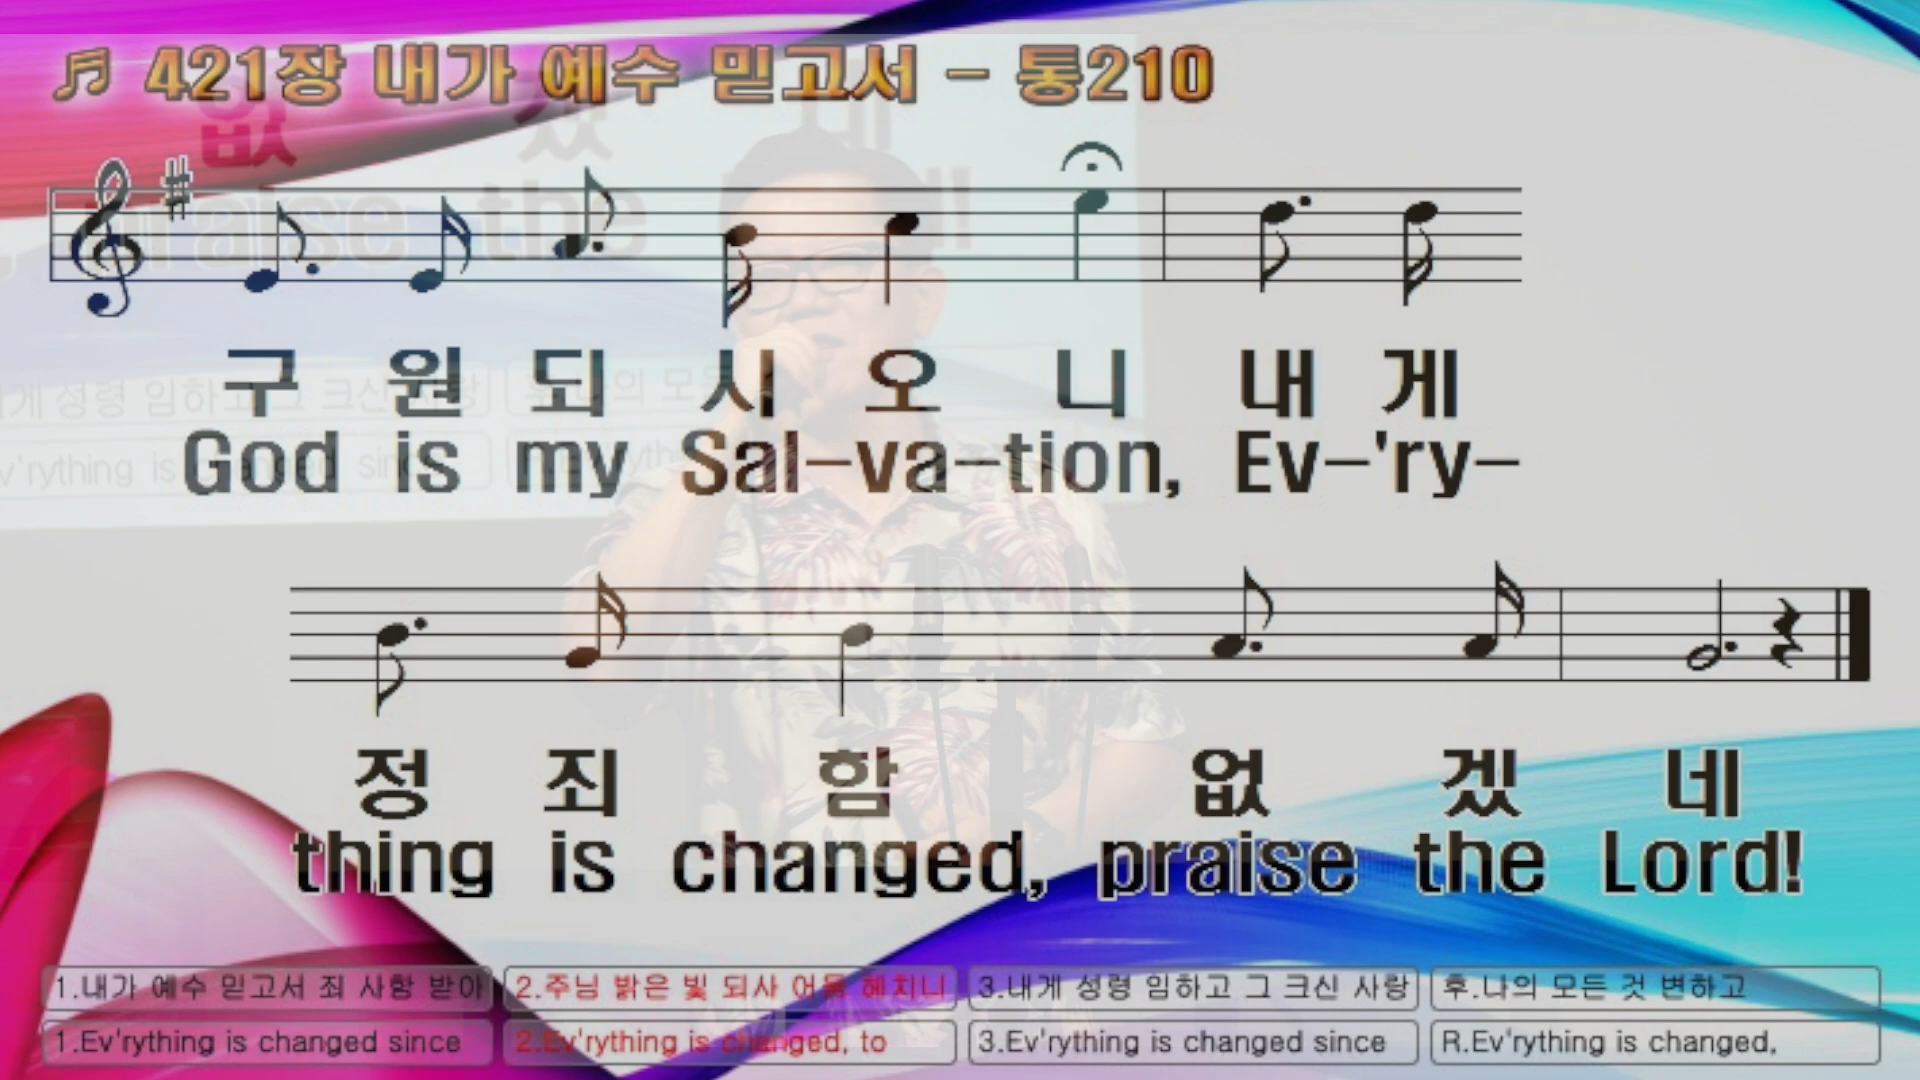 ♬ 421장 내가 예수 믿고서 - 통210
구 원 되 시 오 니 내 게
God is my Sal-va-tion, Ev-'ry-
정 죄 함 없 겠 네
thing is changed, praise the Lord!
1.내가 예수 믿고서 죄 사함 받아
2.주님 밝은 빛 되사 어둠 헤치니
3.내게 성령 임하고 그 크신 사랑
후.나의 모든 것 변하고
1.Ev'rything is changed since
2.Ev'rything is changed, to
3.Ev'rything is changed since
R.Ev'rything is changed,